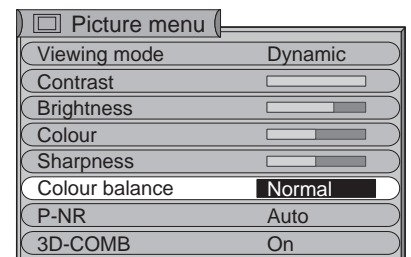 Picture menu
Viewing mode Dynamic
Contrast
Brightness
Colour
Sharpness
Colour balance Normal
P-NR Auto
3D-COMB On